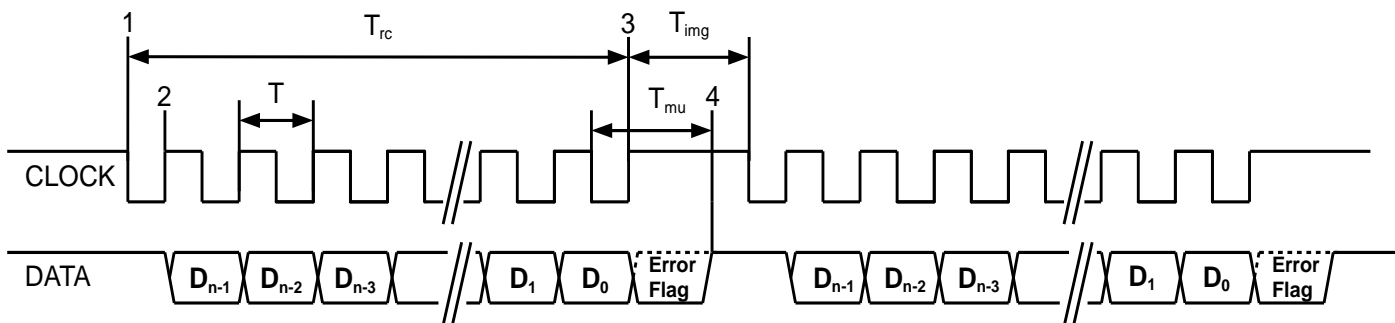 1 T_rc 3 T_img
2 T T_mu 4
CLOCK
DATA D_n-1 D_n-2 D_n-3 D_1 D_0 Error Flag D_n-1 D_n-2 D_n-3 D_1 D_0 Error Flag